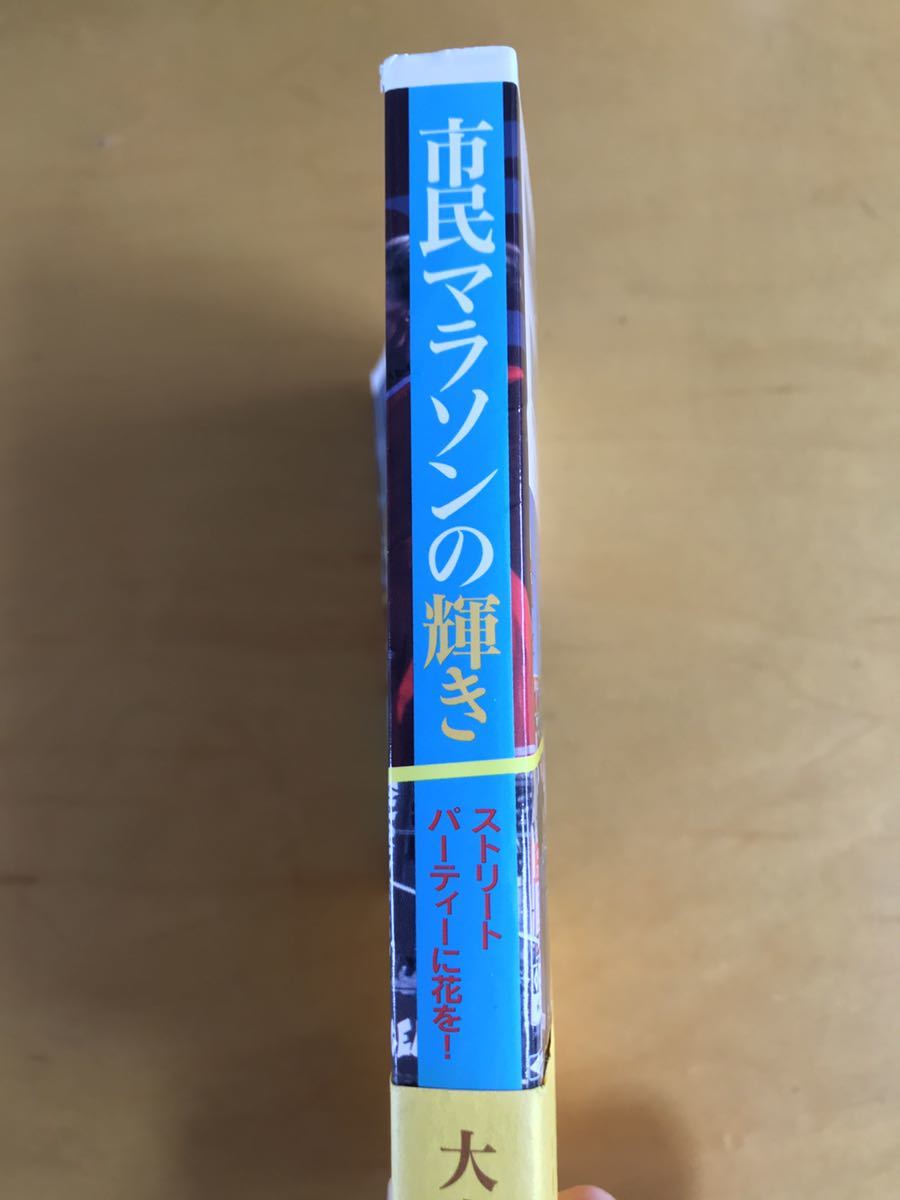 市民マラソンの輝き
ストリート
パーティーに花を！
大